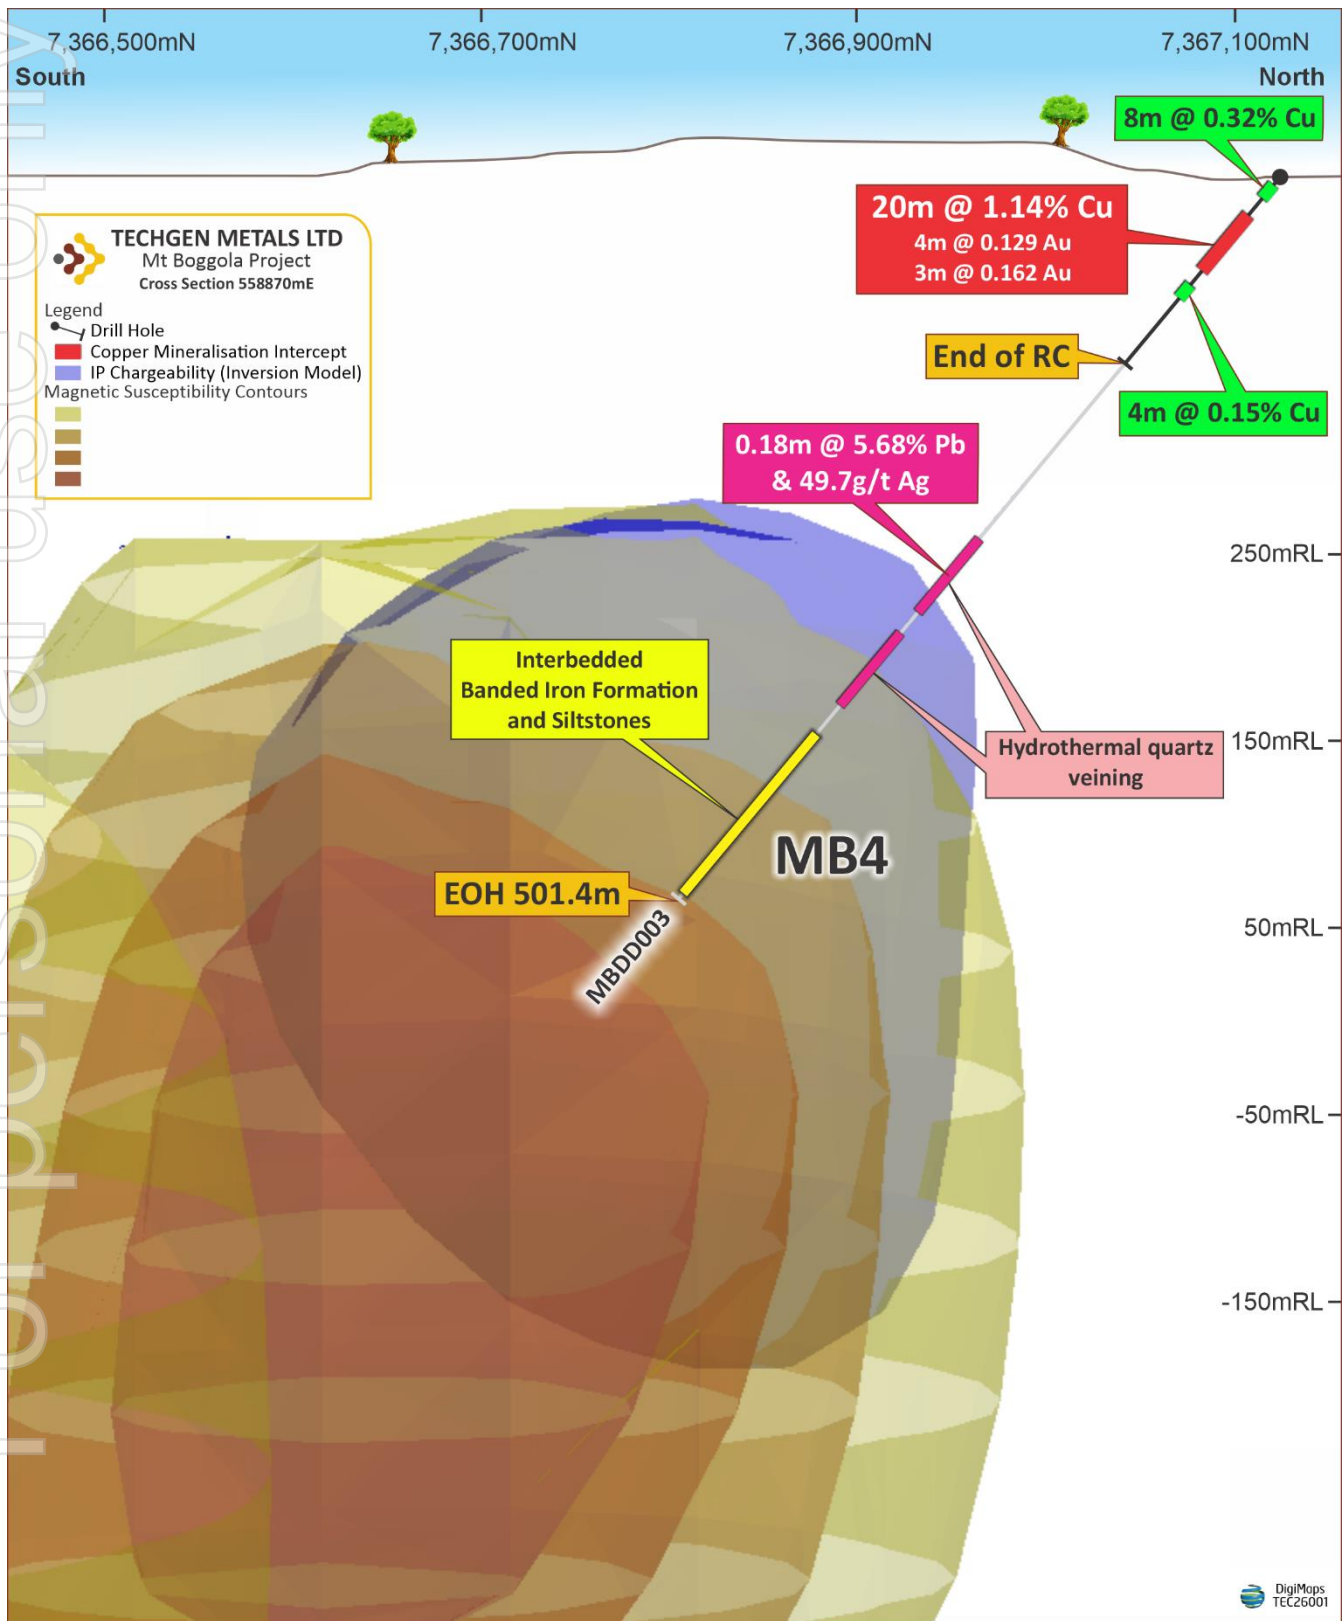 7,366,500mN
7,366,700mN
7,366,900mN
7,367,100mN
South
North
8m @ 0.32% Cu
20m @ 1.14% Cu
4m @ 0.129 Au
3m @ 0.162 Au
TECHGEN METALS LTD
Mt Boggola Project
Cross Section 558870mE
Legend
Drill Hole
Copper Mineralisation Intercept
IP Chargeability (Inversion Model)
Magnetic Susceptibility Contours
End of RC
4m @ 0.15% Cu
0.18m @ 5.68% Pb
& 49.7g/t Ag
250mRL
Interbedded
Banded Iron Formation
and Siltstones
150mRL
Hydrothermal quartz
veining
MB4
EOH 501.4m
50mRL
MBDD003
-50mRL
-150mRL
For personal use only
DigiMaps
TEC26001